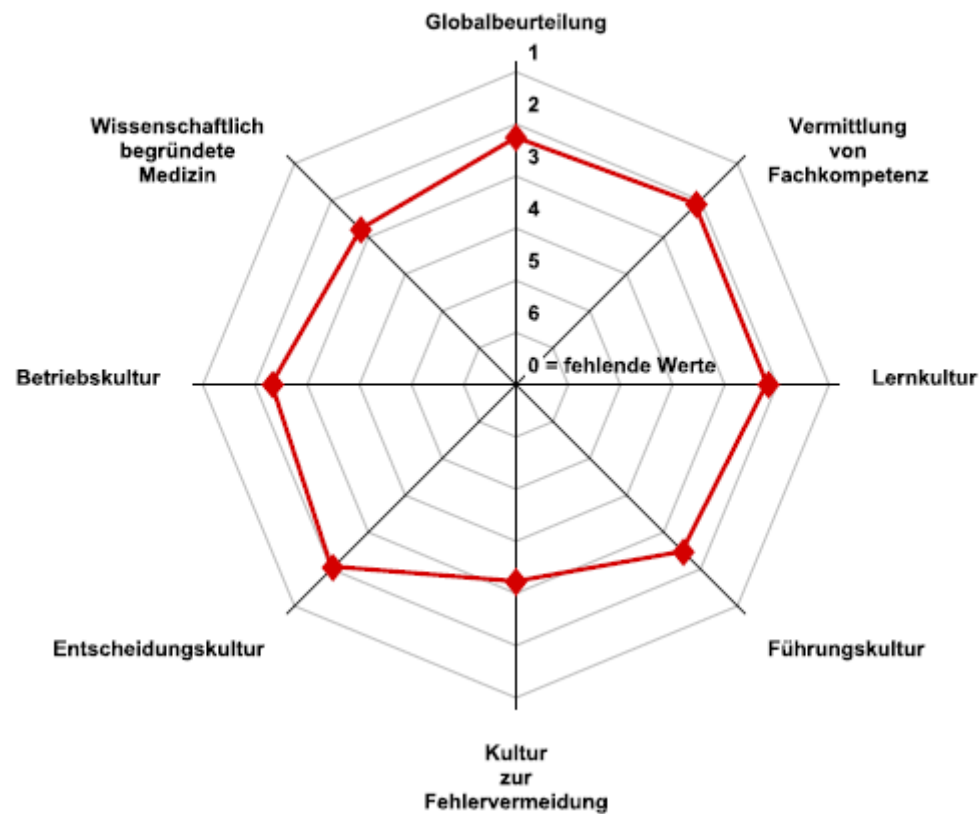 Globalbeurteilung
1
Wissenschaftlich
begründete
Medizin
2
Vermittlung
von
Fachkompetenz
3
4
5
6
0 = fehlende Werte
Betriebskultur
Lernkultur
Entscheidungskultur
Führungskultur
Kultur
zur
Fehlervermeidung